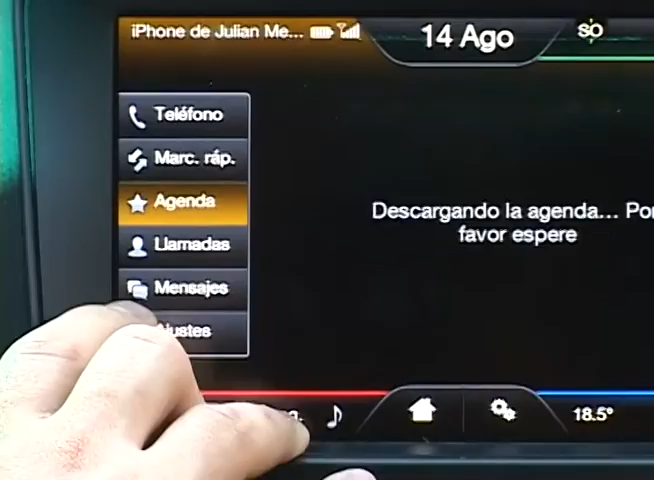 iPhone de Julian Me...
14 Ago
SO
Teléfono
Marc. ráp.
Agenda
Llamadas
Mensajes
Descargando la agenda... Por
favor espere
18.5°